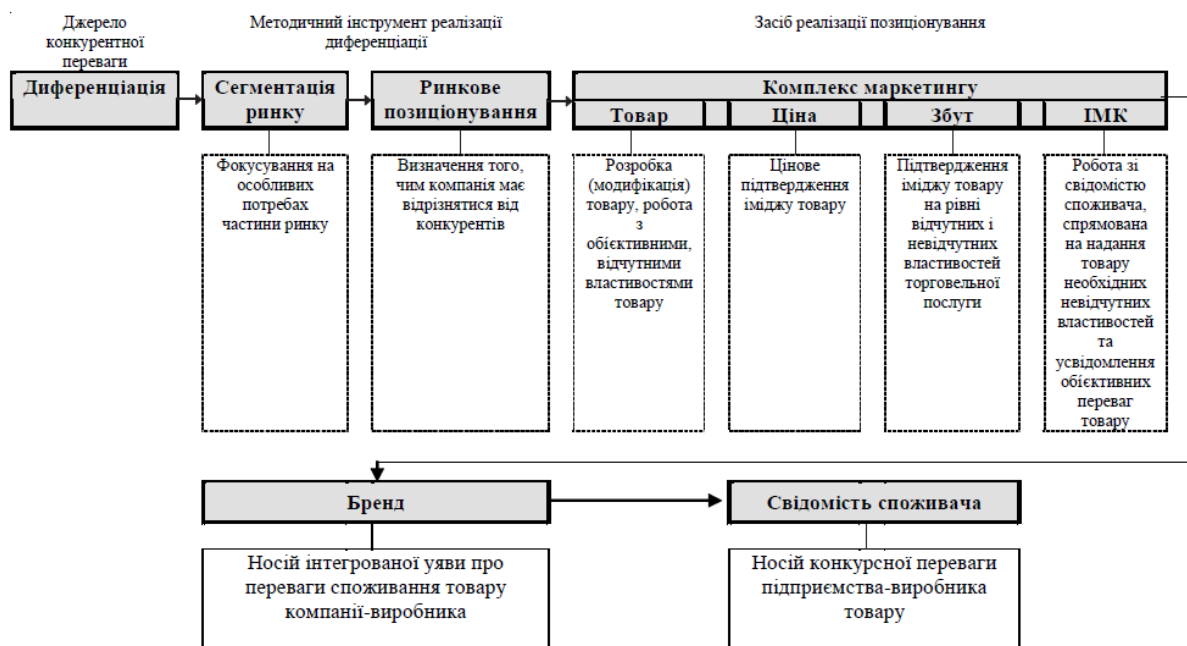 Джерело
конкурентної
переваги
Методичний інструмент реалізації
диференціації
Засіб реалізації позиціонування
Диференціація
Сегментація
ринку
Ринкове
позиціонування
Комплекс маркетингу
Товар
Ціна
Збут
ІМК
Фокусування на
особливих
потребах
частини ринку
Визначення того,
чим компанія має
відрізнятися від
конкурентів
Розробка
(модифікація)
товару, робота
з
обієктивними,
відчутними
властивостями
товару
Цінове
підтвердження
іміджу товару
Підтвердження
іміджу товару
на рівні
відчутних і
невідчутних
властивостей
торговельної
послуги
Робота зі
свідомістю
споживача,
спрямована
на надання
товару
необхідних
невідчутних
властивостей
та
усвідомлення
обієктивних
переваг
товару
Бренд
Свідомість споживача
Носій інтегрованої уяви про
переваги споживання товару
компанії-виробника
Носій конкурсної переваги
підприємства-виробника
товару